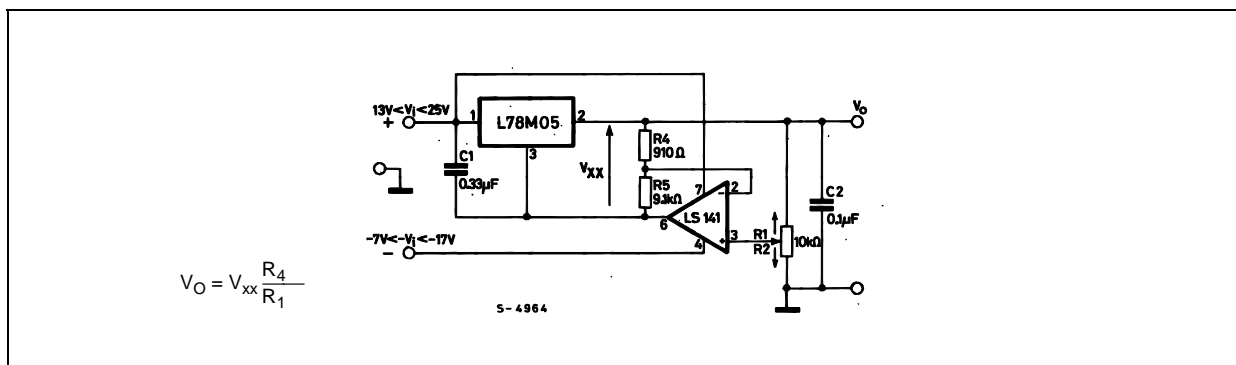 13V<Vi<25V
+
1
L78M05
2
Vo
3
C1
0.33μF
VXX
R4
910Ω
R5
9.1kΩ
7
2
-
LS 141
6
4
+
3
R1
R2
10kΩ
C2
0.1μF
-7V<-Vi<-17V
-
VO = Vxx R4
R1
S-4964